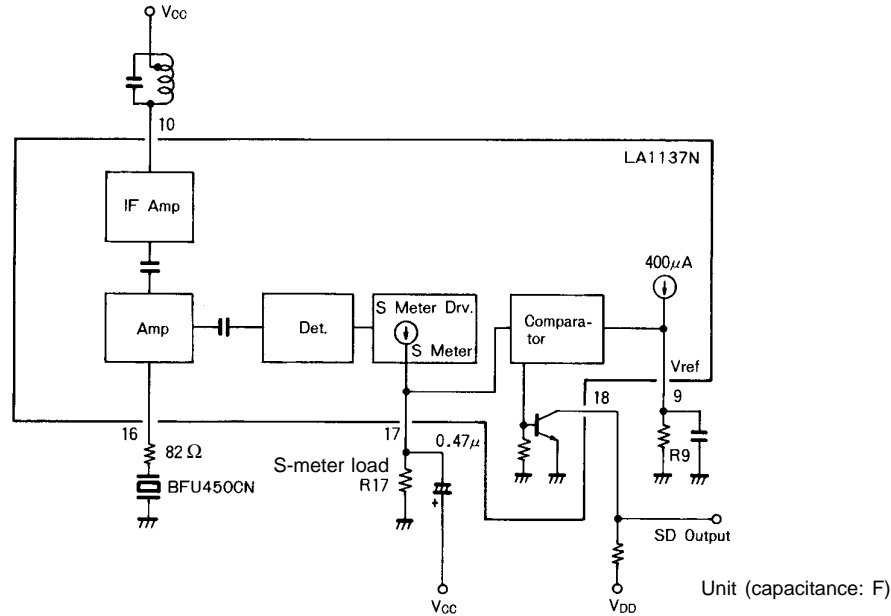 VCC
10
LA1137N
IF Amp
400μA
Amp
Det.
S Meter Drv.
S Meter
Compara-
tor
Vref
16
17
18
9
82Ω
0.47μ
S-meter load
R17
R9
BFU450CN
+
SD Output
VCC
VDD
Unit (capacitance: F)